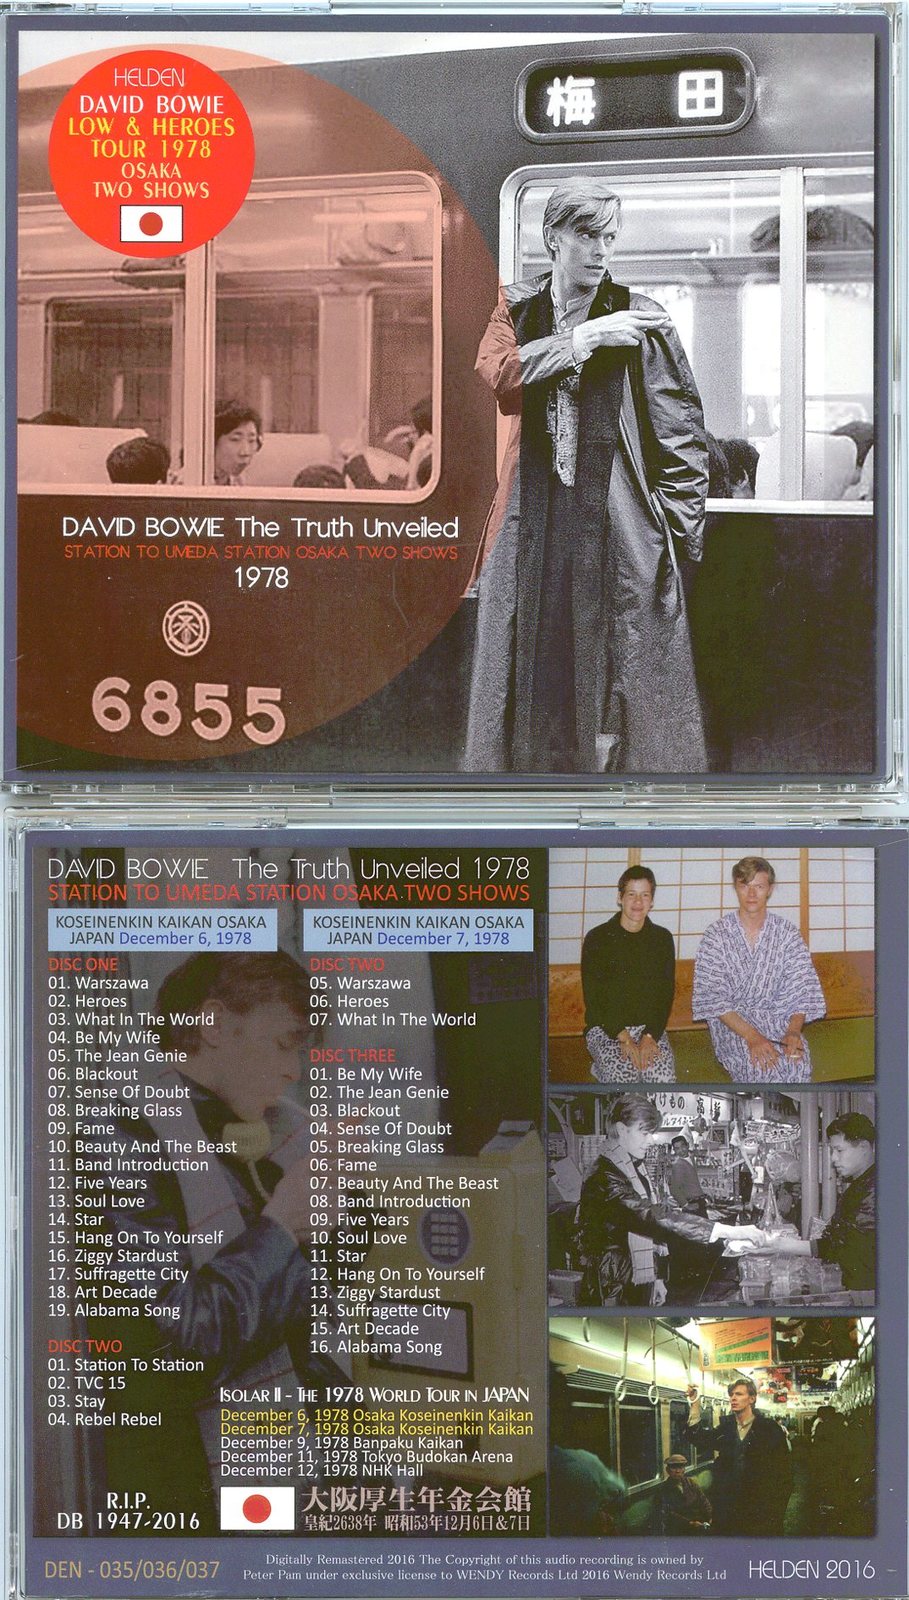 HELDEN
DAVID BOWIE
LOW & HEROES
TOUR 1978
OSAKA
TWO SHOWS
梅 田
DAVID BOWIE The Truth Unveiled
STATION TO UMEDA STATION OSAKA TWO SHOWS
1978
6855
DAVID BOWIE The Truth Unveiled 1978
STATION TO UMEDA STATION OSAKA TWO SHOWS
KOSEINENKIN KAIKAN OSAKA
JAPAN December 6, 1978
DISC ONE
01. Warszawa
02. Heroes
03. What In The World
04. Be My Wife
05. The Jean Genie
06. Blackout
07. Sense Of Doubt
08. Breaking Glass
09. Fame
10. Beauty And The Beast
11. Band Introduction
12. Five Years
13. Soul Love
14. Star
15. Hang On To Yourself
16. Ziggy Stardust
17. Suffragette City
18. Art Decade
19. Alabama Song
DISC TWO
01. Station To Station
02. TVC 15
03. Stay
04. Rebel Rebel
KOSEINENKIN KAIKAN OSAKA
JAPAN December 7, 1978
DISC TWO
05. Warszawa
06. Heroes
07. What In The World
DISC THREE
01. Be My Wife
02. The Jean Genie
03. Blackout
04. Sense Of Doubt
05. Breaking Glass
06. Fame
07. Beauty And The Beast
08. Band Introduction
09. Five Years
10. Soul Love
11. Star
12. Hang On To Yourself
13. Ziggy Stardust
14. Suffragette City
15. Art Decade
16. Alabama Song
ISOLAR II - THE 1978 WORLD TOUR IN JAPAN
December 6, 1978 Osaka Koseinenkin Kaikan
December 7, 1978 Osaka Koseinenkin Kaikan
December 9, 1978 Banpaku Kaikan
December 11, 1978 Tokyo Budokan Arena
December 12, 1978 NHK Hall
R.I.P.
DB 1947-2016
大阪厚生年金会館
皇紀2638年 昭和53年12月6日&7日
DEN - 035/036/037
Digitally Remastered 2016 The Copyright of this audio recording is owned by
Peter Pam under exclusive license to WENDY Records Ltd 2016 Wendy Records Ltd
HELDEN 2016